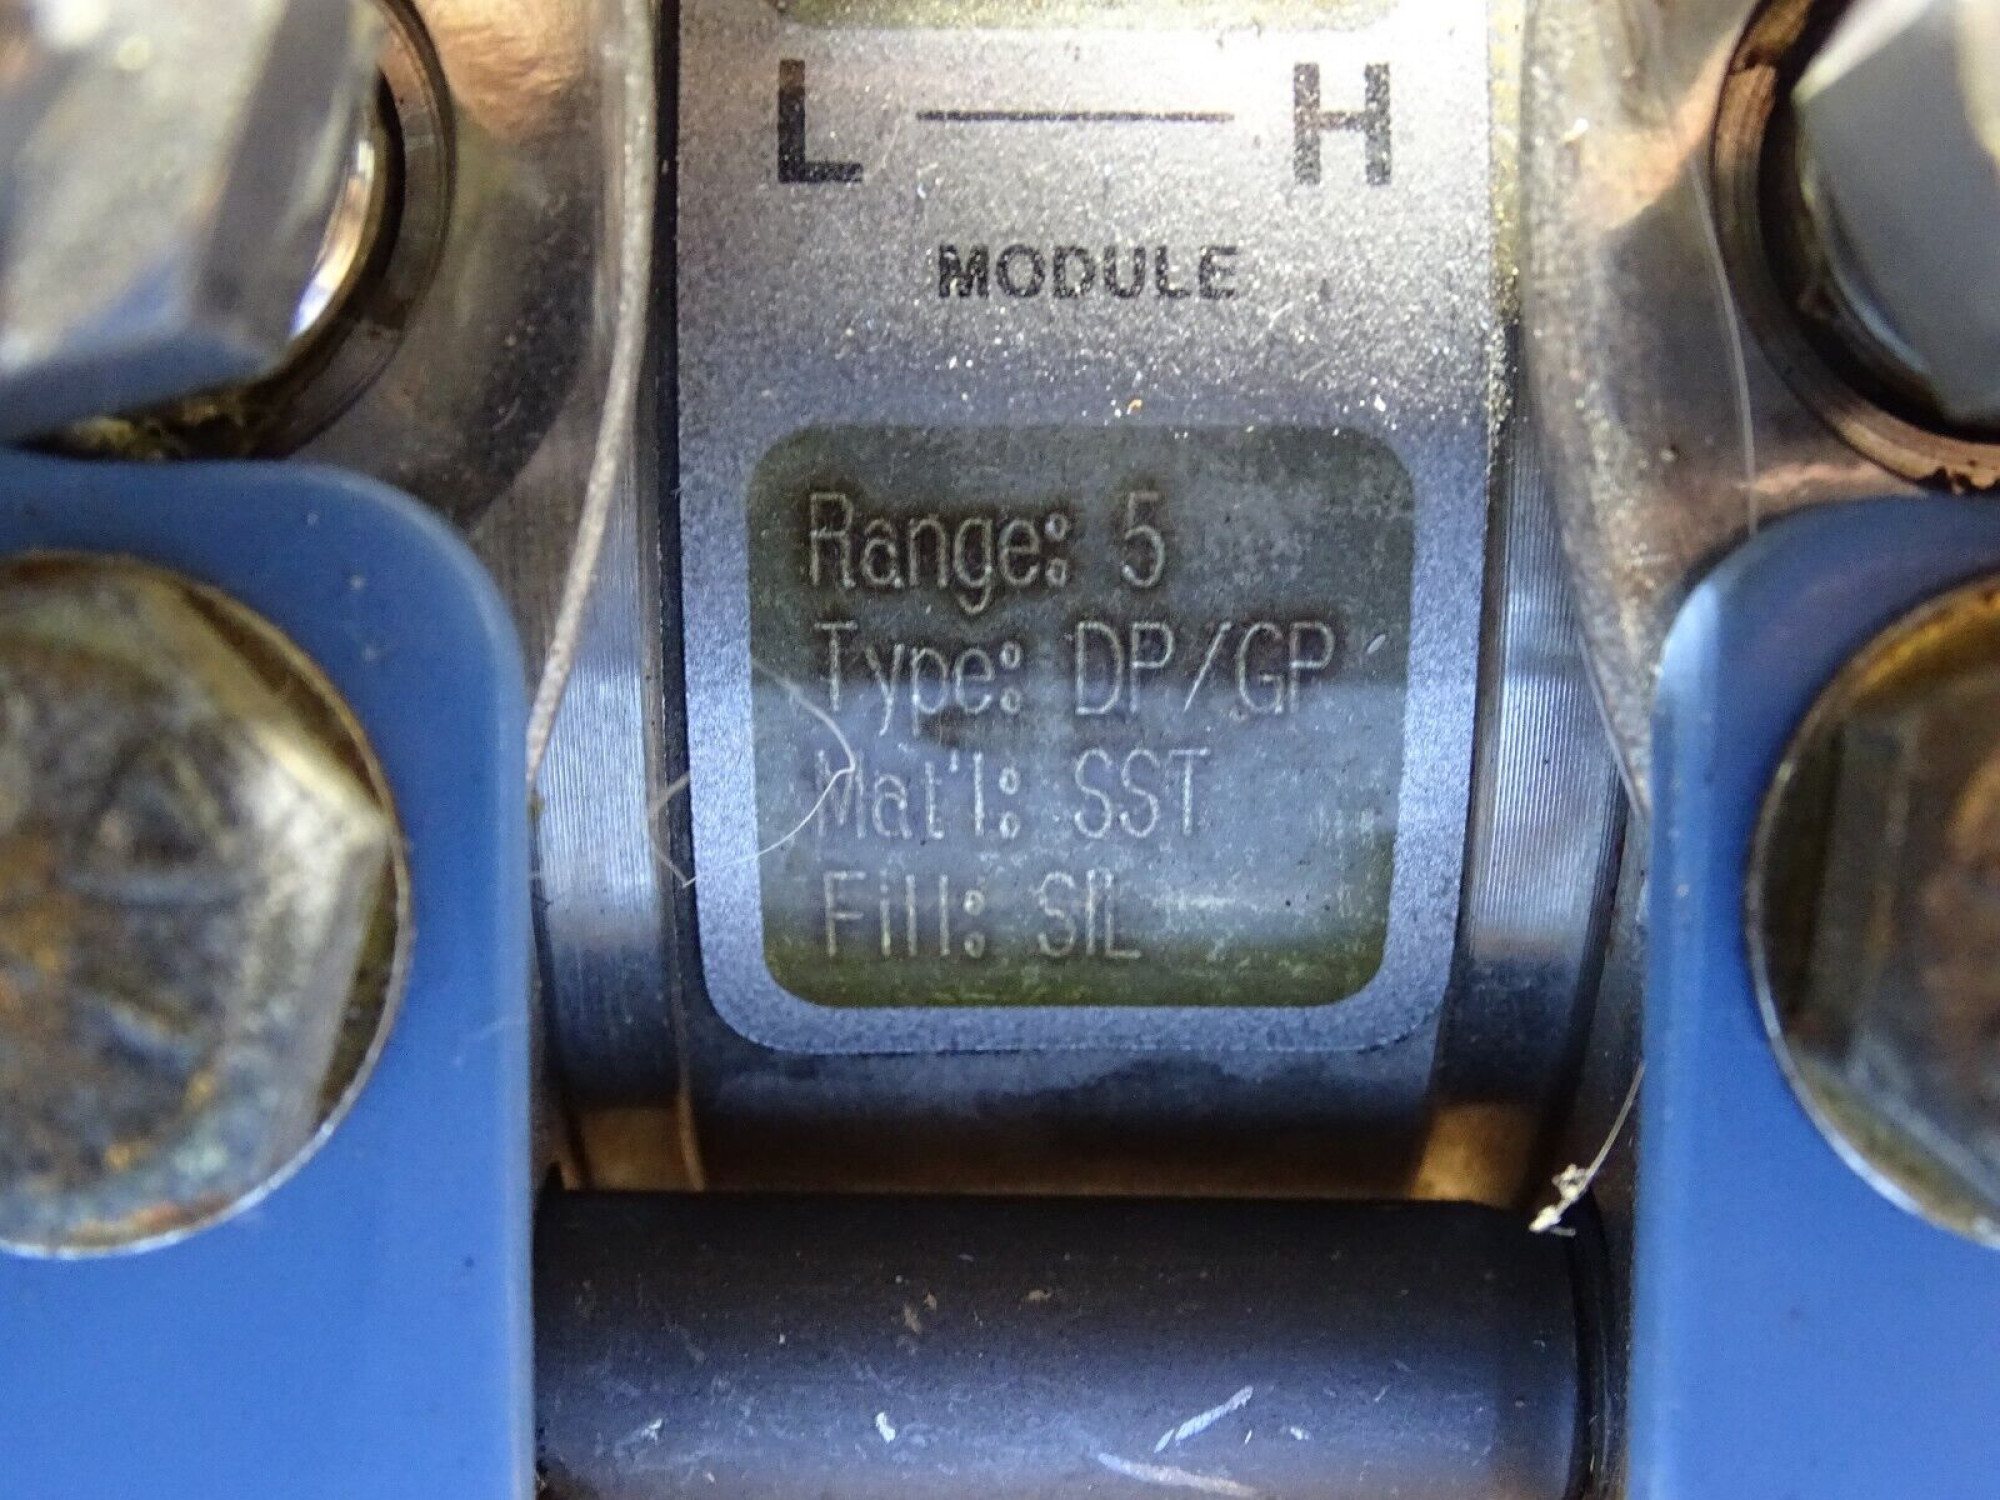 L — H
MODULE
Range: 5
Type: DP/GP
Mat'l: SST
Fill: SIL